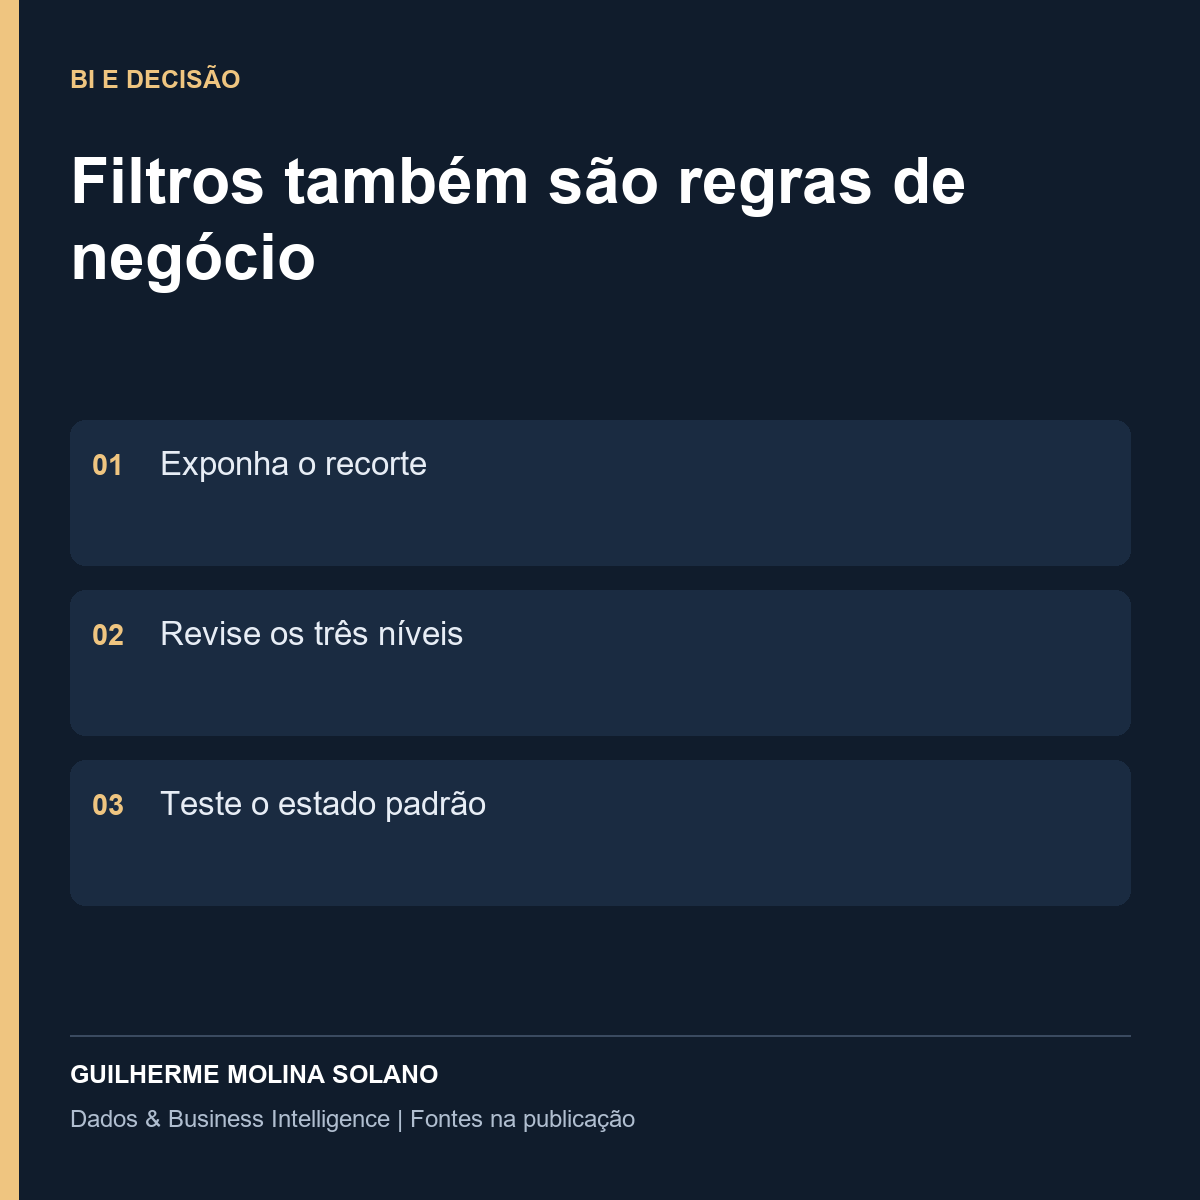 BI E DECISÃO
Filtros também são regras de
negócio
01 Exponha o recorte
02 Revise os três níveis
03 Teste o estado padrão
GUILHERME MOLINA SOLANO
Dados & Business Intelligence | Fontes na publicação